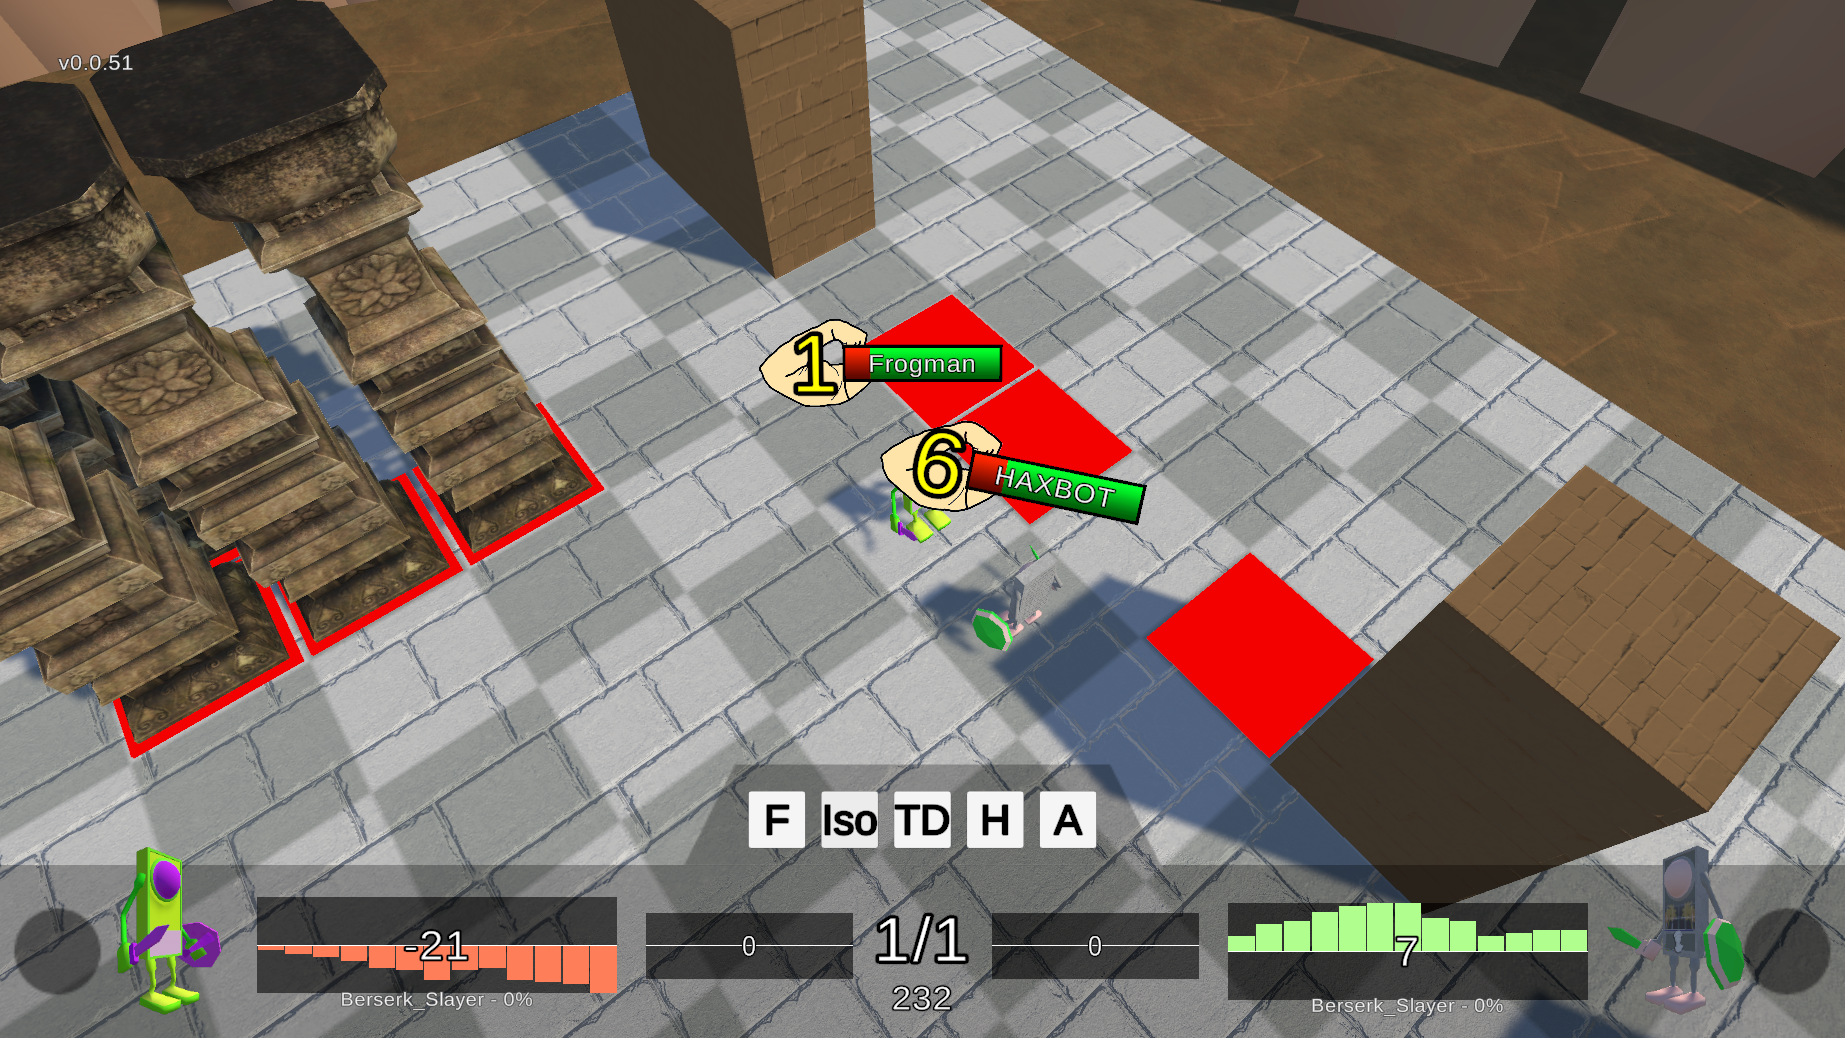 v0.0.51
1 Frogman
6 HAXBOT
F Iso TD H A
-21 0 1/1 0 7
Berserk_Slayer - 0% 232 Berserk_Slayer - 0%